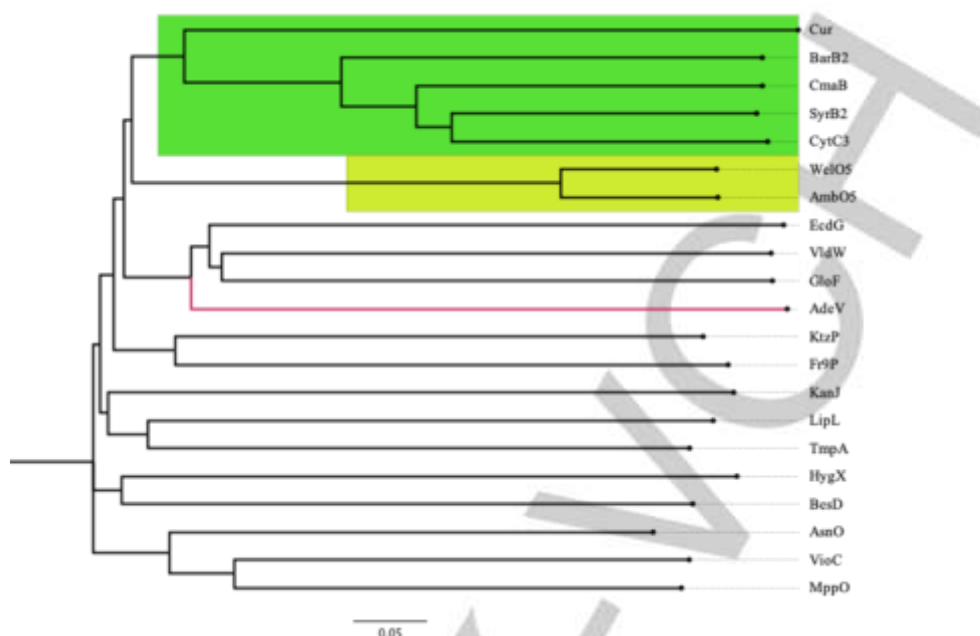 Cur
BarB2
CmaB
SyrB2
CytC3
WelO5
AmbO5
EcdG
VldW
GloF
AdeV
KtzP
Fr9P
KanJ
LipL
TmpA
HygX
BesD
AsnO
VioC
MppO
0.05